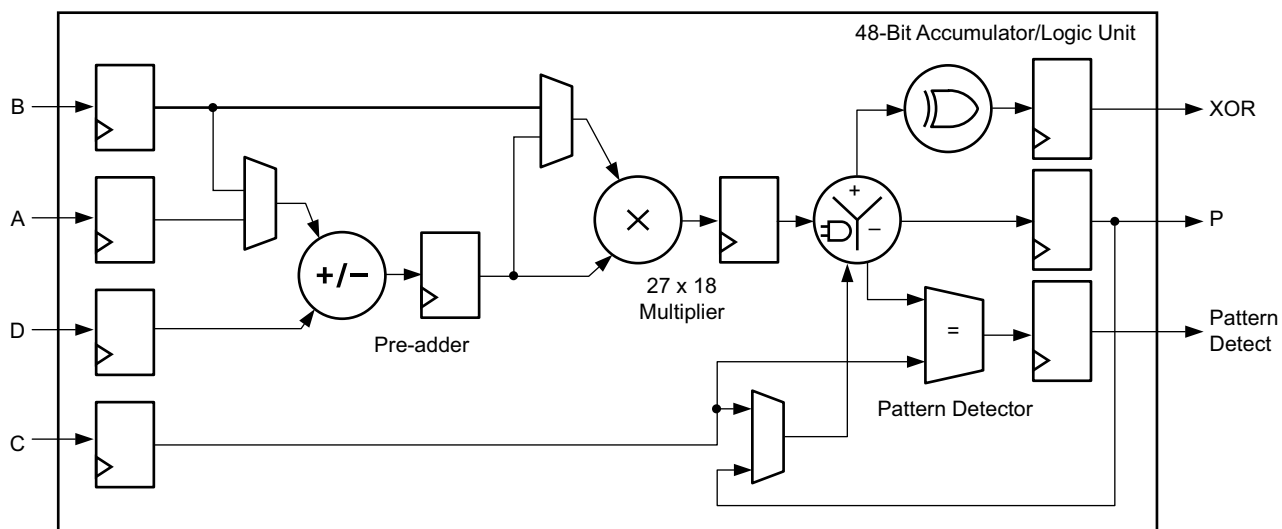 48-Bit Accumulator/Logic Unit
B
XOR
A
+
–
P
×
+/–
27 x 18
Multiplier
D
Pre-adder
=
Pattern
Detect
C
Pattern Detector